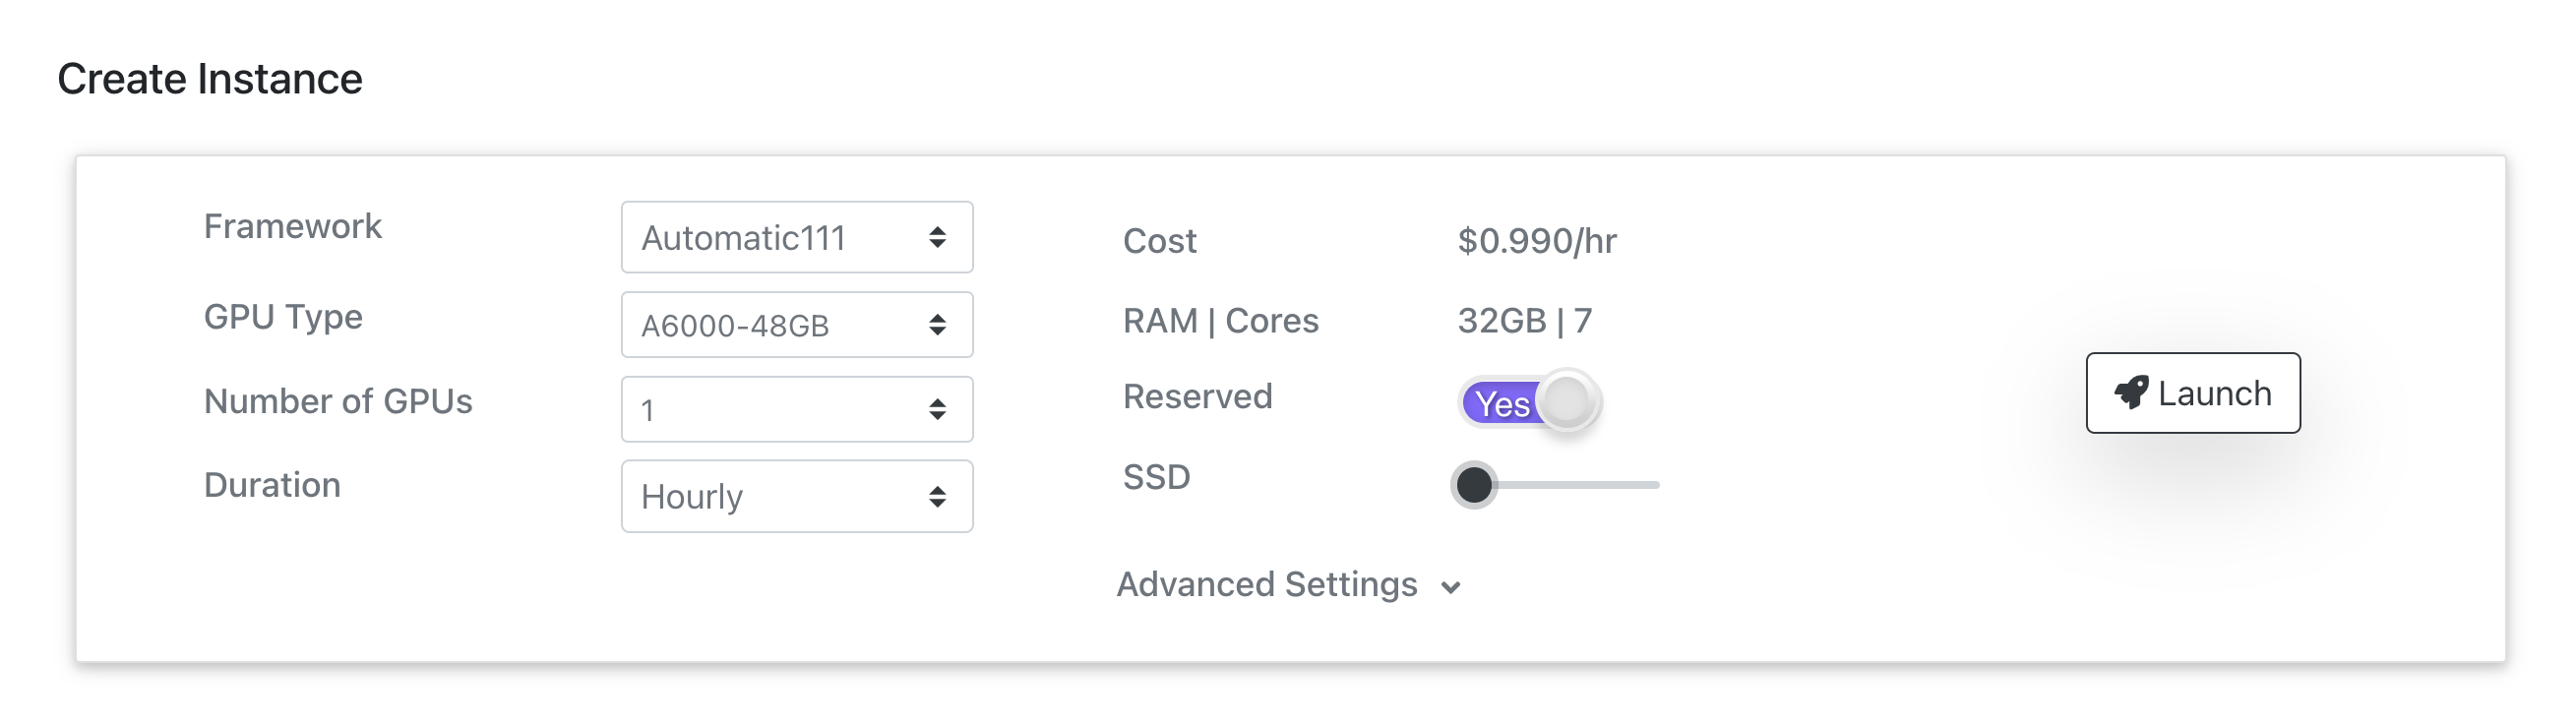 Create Instance
Framework
Automatic111
GPU Type
A6000-48GB
Number of GPUs
1
Duration
Hourly
Cost
$0.990/hr
RAM | Cores
32GB | 7
Reserved
Yes
SSD
Advanced Settings
Launch